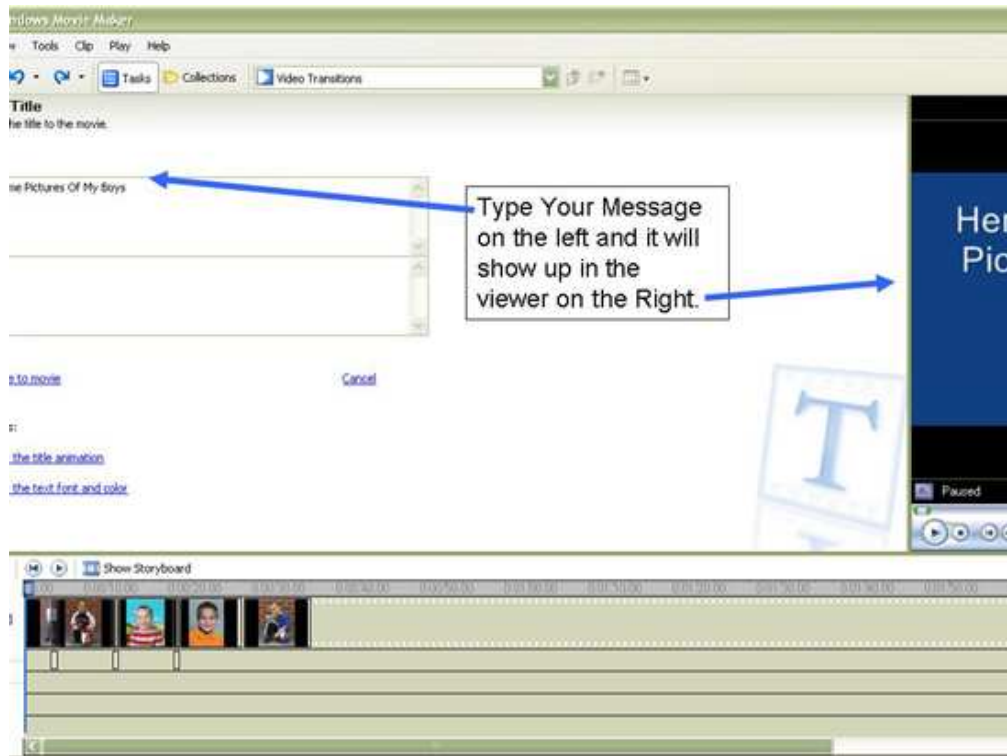 ndows Movie Maker
w Tools Clip Play Help
Tasks Collections Video Transitions
Title
he title to the movie.
me Pictures Of My Boys
Type Your Message
on the left and it will
show up in the
viewer on the Right.
Her
Pic
e to movie Cancel
s:
the title animation
the text font and color
T
Paused
Show Storyboard